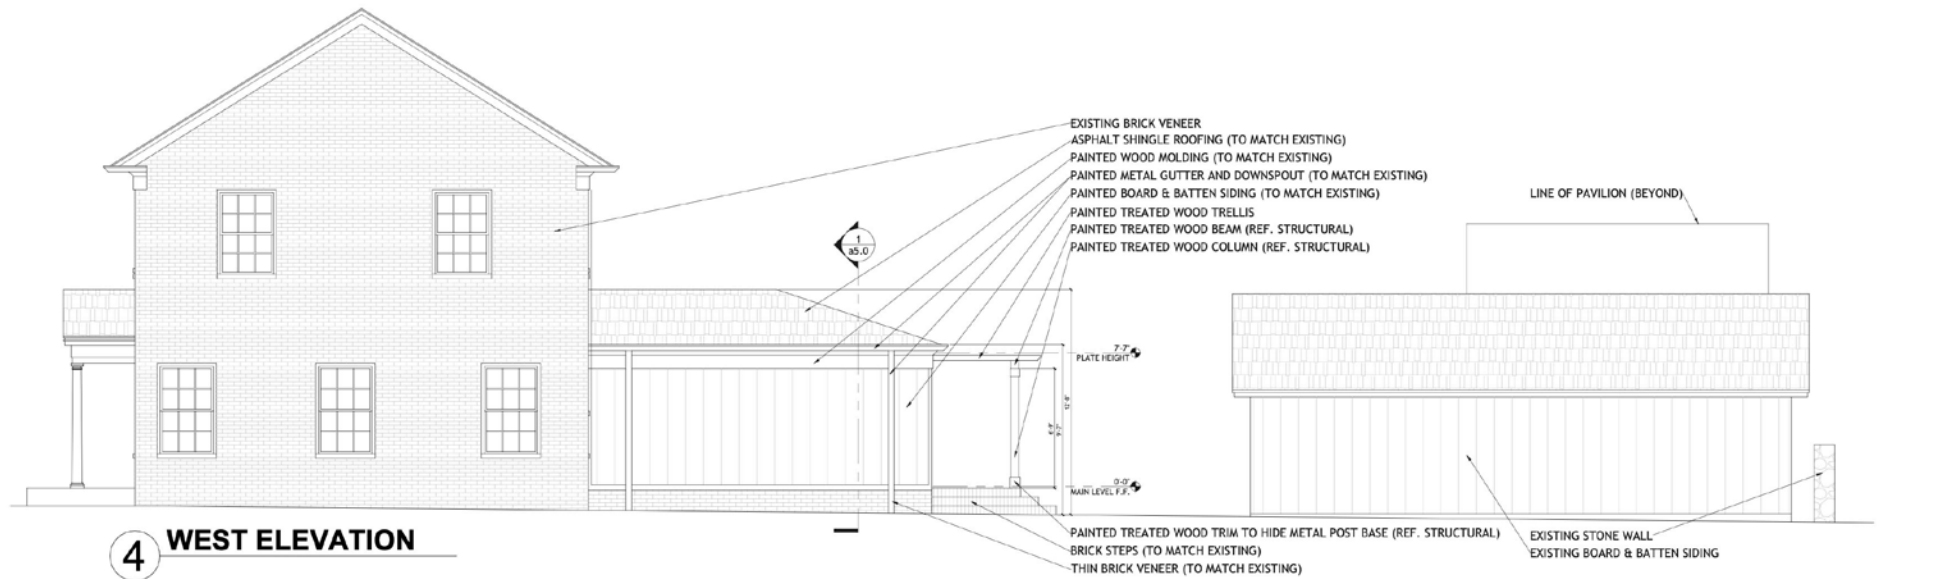 EXISTING BRICK VENEER
ASPHALT SHINGLE ROOFING (TO MATCH EXISTING)
PAINTED WOOD MOLDING (TO MATCH EXISTING)
PAINTED METAL GUTTER AND DOWNSPOUT (TO MATCH EXISTING)
PAINTED BOARD & BATTEN SIDING (TO MATCH EXISTING)
PAINTED TREATED WOOD TRELLIS
PAINTED TREATED WOOD BEAM (REF. STRUCTURAL)
PAINTED TREATED WOOD COLUMN (REF. STRUCTURAL)
LINE OF PAVILION (BEYOND)
1
a5.0
7'-7"
PLATE HEIGHT
0'-0"
MAIN LEVEL F.F.
PAINTED TREATED WOOD TRIM TO HIDE METAL POST BASE (REF. STRUCTURAL)
BRICK STEPS (TO MATCH EXISTING)
THIN BRICK VENEER (TO MATCH EXISTING)
EXISTING STONE WALL
EXISTING BOARD & BATTEN SIDING
4
WEST ELEVATION